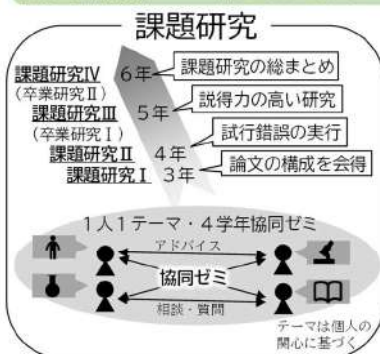 課題研究
課題研究Ⅳ 6年 課題研究の総まとめ
(卒業研究Ⅱ)
課題研究Ⅲ 5年 説得力の高い研究
(卒業研究Ⅰ)
課題研究Ⅱ 4年 試行錯誤の実行
課題研究Ⅰ 3年 論文の構成を会得
1人1テーマ・4学年協同ゼミ
アドバイス
協同ゼミ
相談・質問
テーマは個人の
関心に基づく